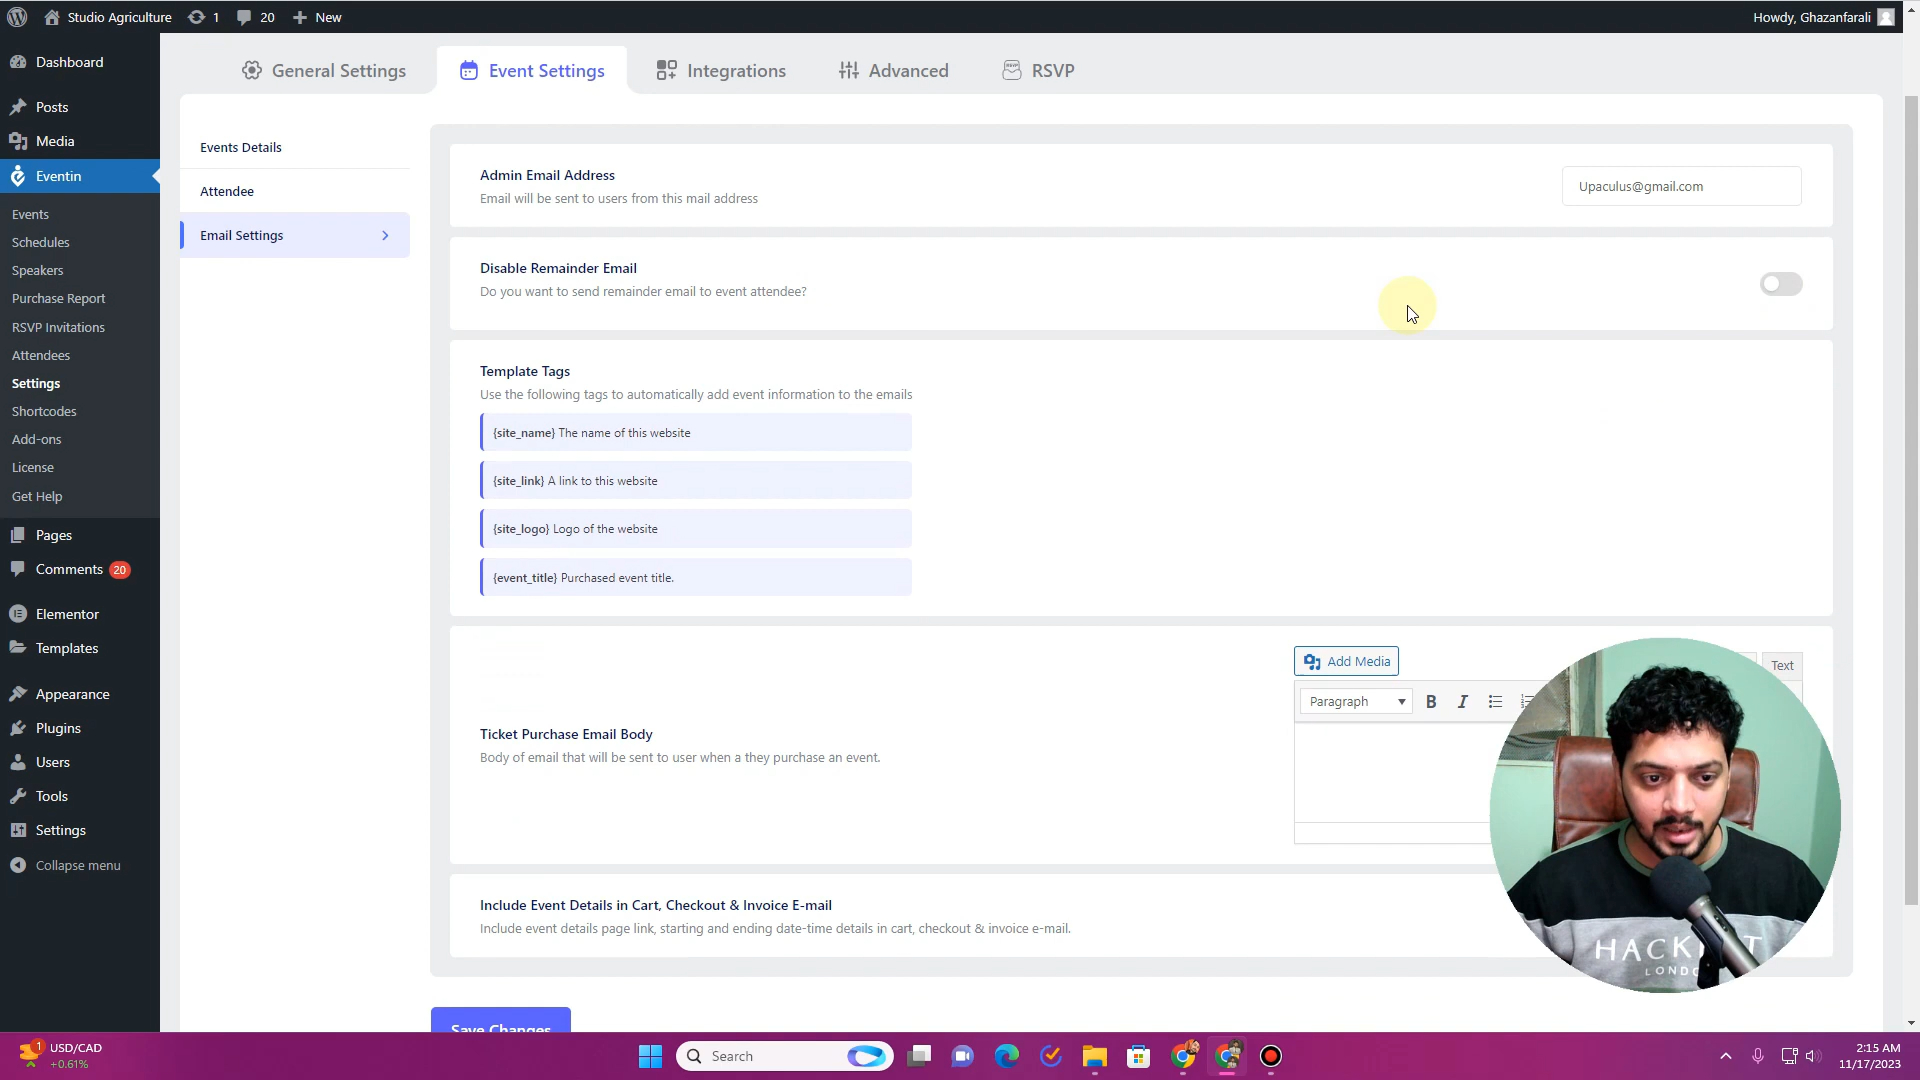 Studio Agriculture 1 20 New Howdy, Ghazanfarali
Dashboard
Posts
Media
Eventin
Events
Schedules
Speakers
Purchase Report
RSVP Invitations
Attendees
Settings
Shortcodes
Add-ons
License
Get Help
Pages
Comments 20
Elementor
Templates
Appearance
Plugins
Users
Tools
Settings
Collapse menu
General Settings Event Settings Integrations Advanced RSVP
Events Details
Attendee
Email Settings
Admin Email Address
Email will be sent to users from this mail address
Upaculus@gmail.com
Disable Remainder Email
Do you want to send remainder email to event attendee?
Template Tags
Use the following tags to automatically add event information to the emails
{site_name} The name of this website
{site_link} A link to this website
{site_logo} Logo of the website
{event_title} Purchased event title.
Add Media
Text
Paragraph B I
Ticket Purchase Email Body
Body of email that will be sent to user when a they purchase an event.
Include Event Details in Cart, Checkout & Invoice E-mail
Include event details page link, starting and ending date-time details in cart, checkout & invoice e-mail.
Save Changes
LOND
1
USD/CAD
+0.61%
Search
2:15 AM
11/17/2023